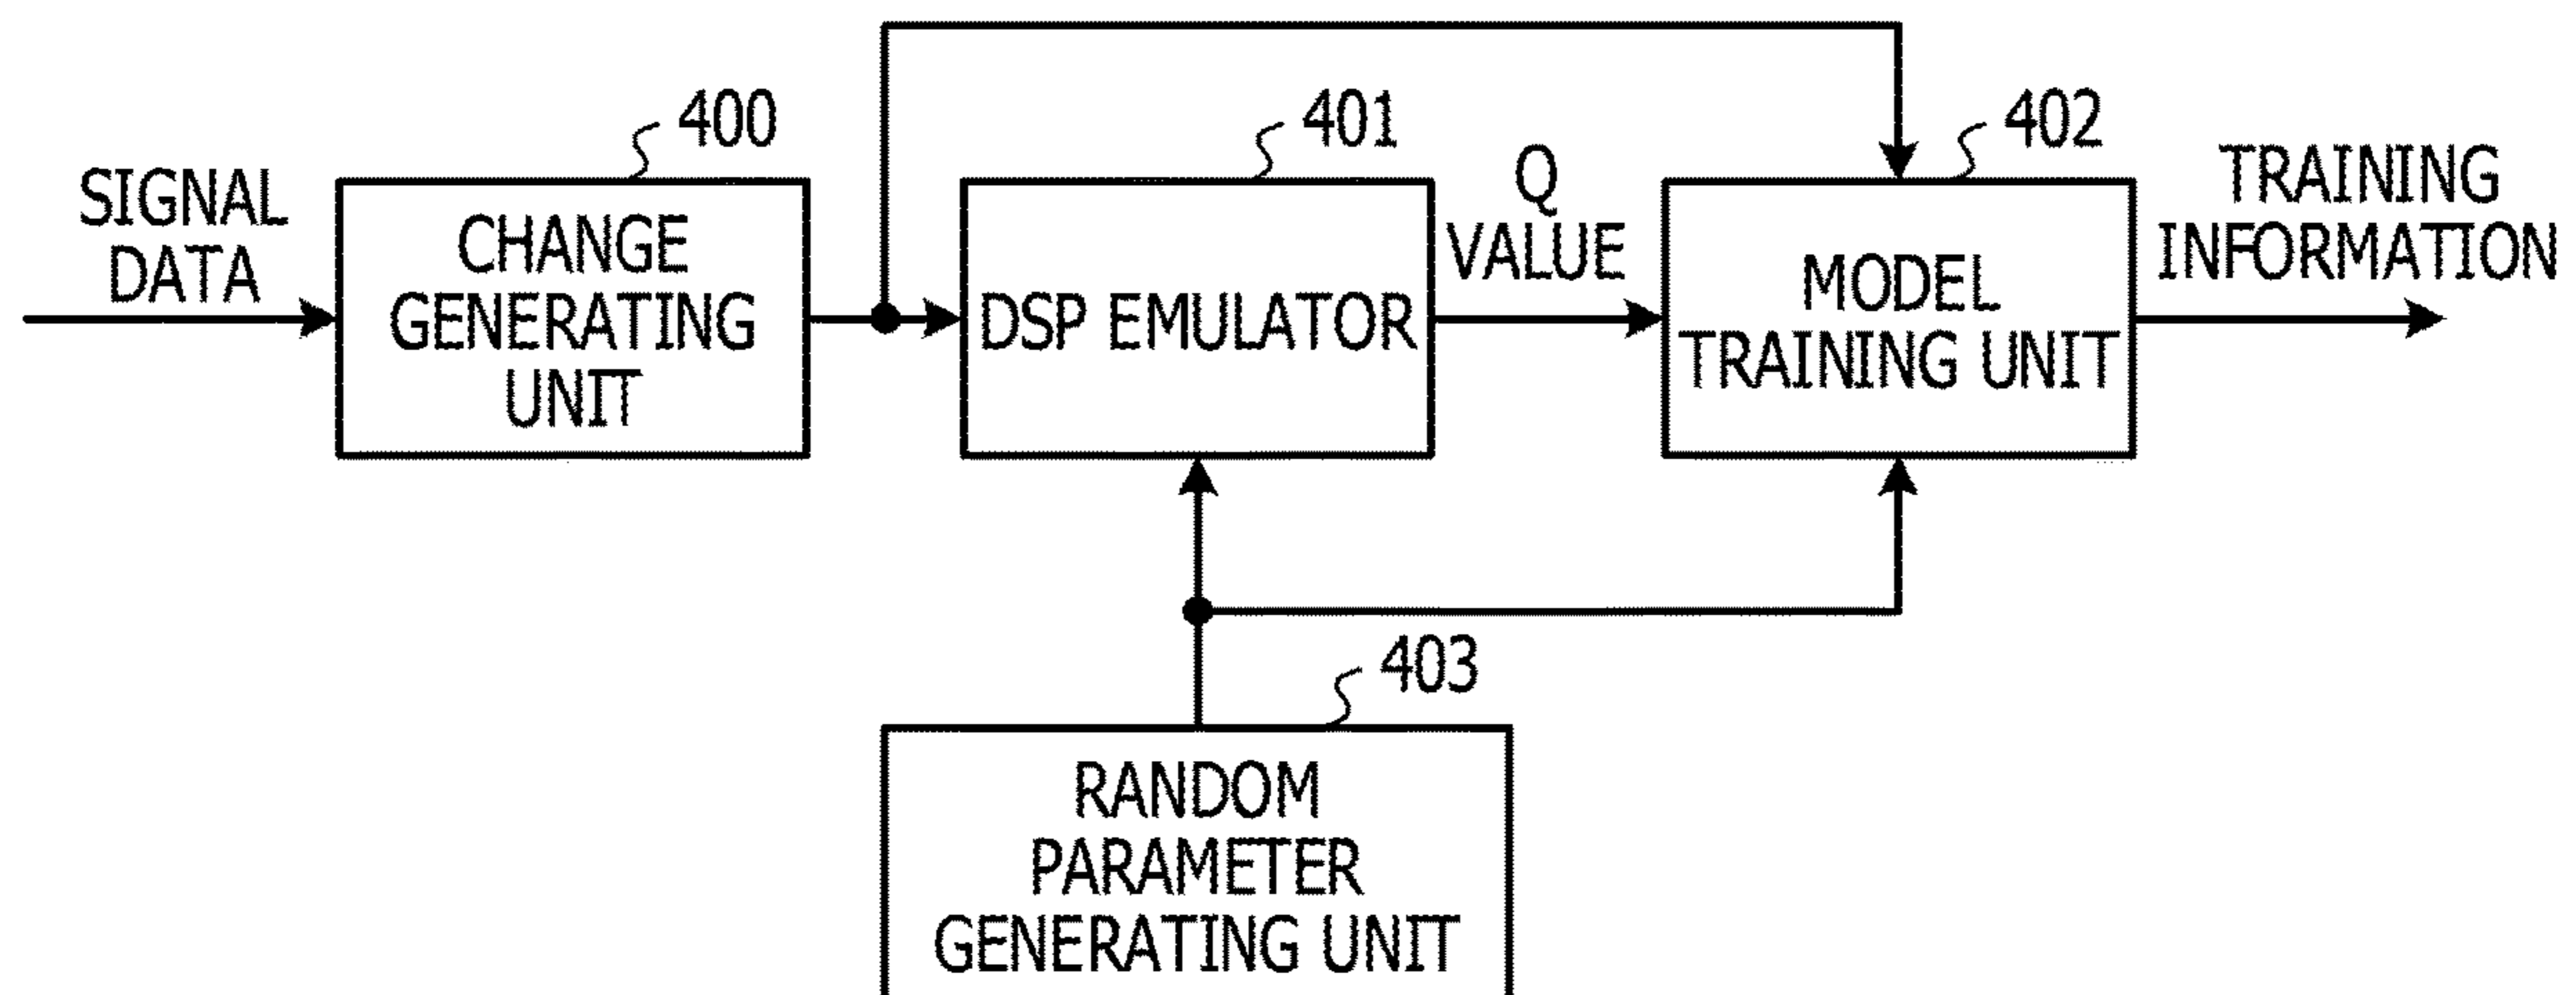 400
401
402
SIGNAL
DATA
CHANGE
GENERATING
UNIT
DSP EMULATOR
Q
VALUE
MODEL
TRAINING UNIT
TRAINING
INFORMATION
403
RANDOM
PARAMETER
GENERATING UNIT